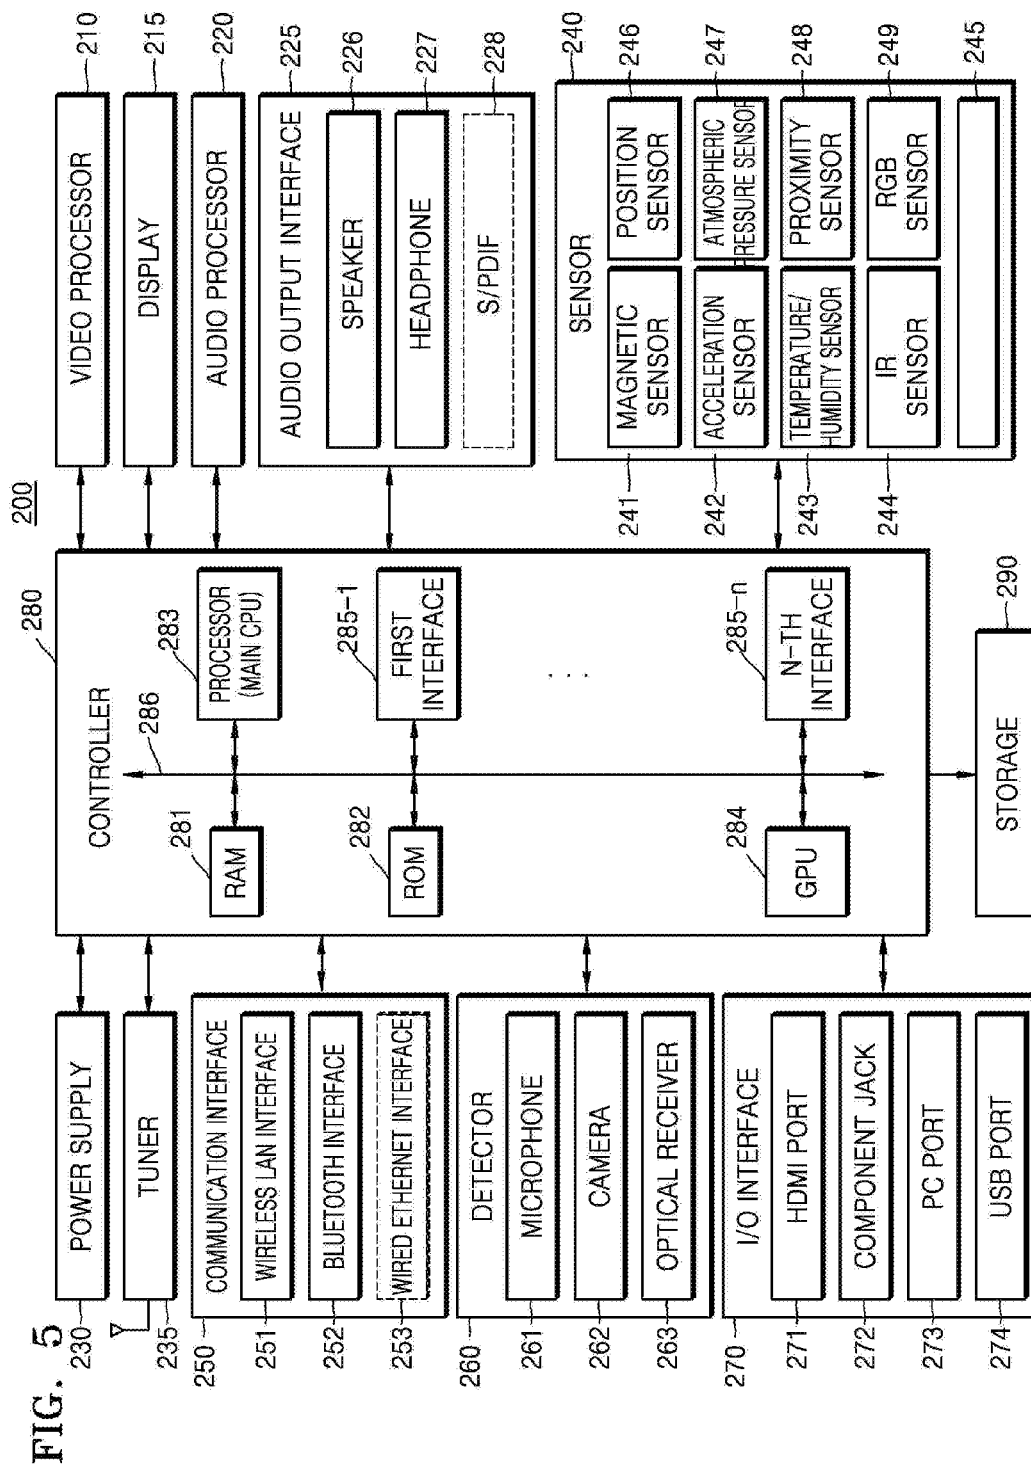 FIG. 5
200
230
POWER SUPPLY
235
TUNER
250
COMMUNICATION INTERFACE
251
WIRELESS LAN INTERFACE
252
BLUETOOTH INTERFACE
253
WIRED ETHERNET INTERFACE
260
DETECTOR
261
MICROPHONE
262
CAMERA
263
OPTICAL RECEIVER
270
I/O INTERFACE
271
HDMI PORT
272
COMPONENT JACK
273
PC PORT
274
USB PORT
280
CONTROLLER
286
281
RAM
283
PROCESSOR
(MAIN CPU)
282
ROM
285-1
FIRST
INTERFACE
. . .
284
GPU
285-n
N-TH
INTERFACE
290
STORAGE
VIDEO PROCESSOR
210
DISPLAY
215
AUDIO PROCESSOR
220
AUDIO OUTPUT INTERFACE
225
SPEAKER
226
HEADPHONE
227
S/PDIF
228
SENSOR
240
241
MAGNETIC
SENSOR
POSITION
SENSOR
246
242
ACCELERATION
SENSOR
ATMOSPHERIC
PRESSURE SENSOR
247
243
TEMPERATURE/
HUMIDITY SENSOR
PROXIMITY
SENSOR
248
244
IR
SENSOR
RGB
SENSOR
249
245